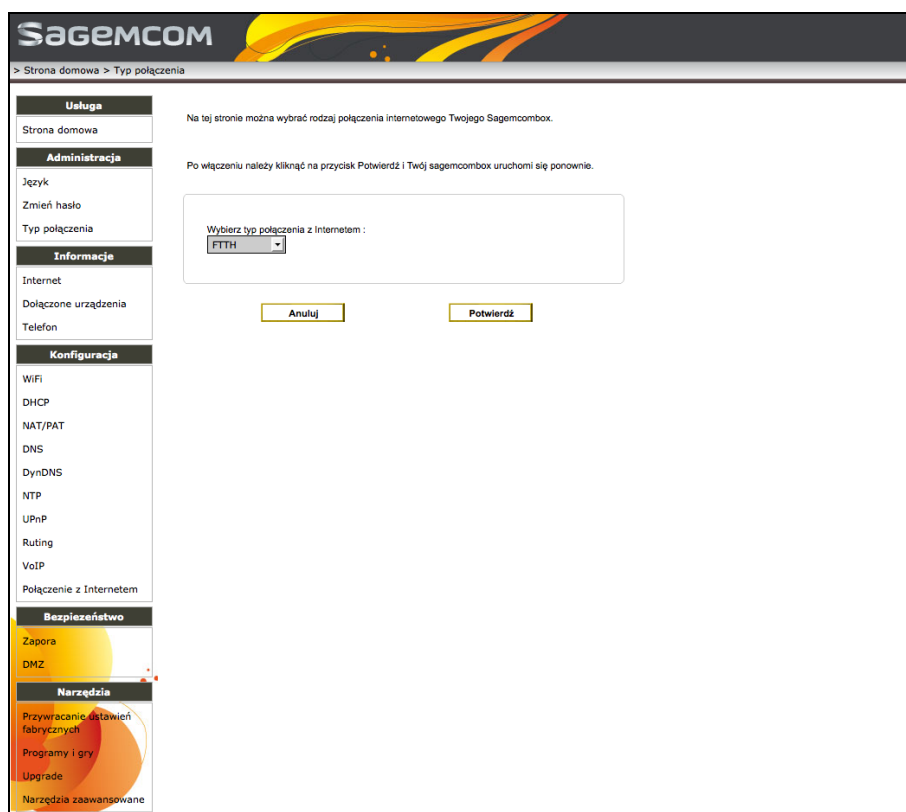 Sagemcom
> Strona domowa > Typ połączenia
Usługa
Strona domowa
Administracja
Język
Zmień hasło
Typ połączenia
Informacje
Internet
Dołączone urządzenia
Telefon
Konfiguracja
WiFi
DHCP
NAT/PAT
DNS
DynDNS
NTP
UPnP
Ruting
VoIP
Połączenie z Internetem
Bezpiezeństwo
Zapora
DMZ
Narzędzia
Przywracanie ustawień
fabrycznych
Programy i gry
Upgrade
Narzędzia zaawansowane
Na tej stronie można wybrać rodzaj połączenia internetowego Twojego Sagemcombox.
Po włączeniu należy kliknąć na przycisk Potwierdź i Twój sagemcombox uruchomi się ponownie.
Wybierz typ połączenia z Internetem :
FTTH
Anuluj Potwierdź